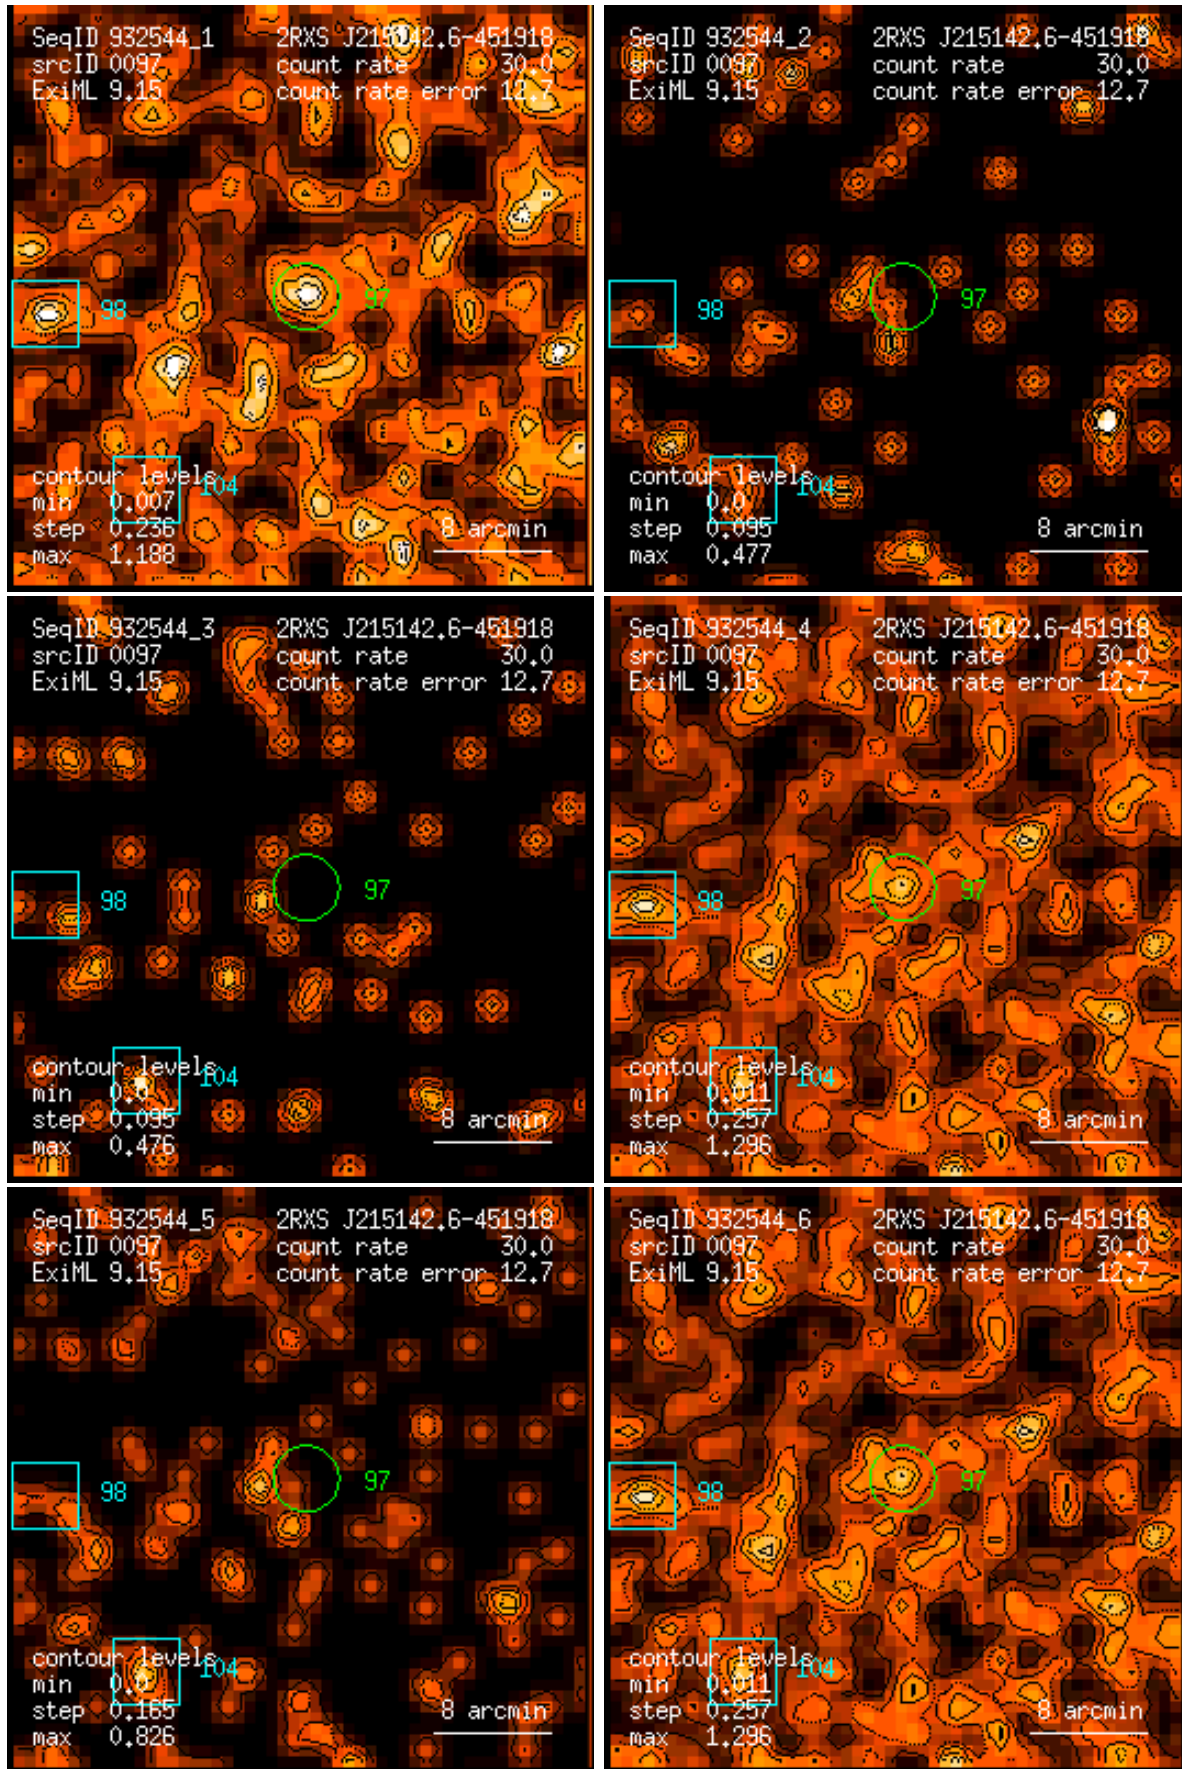 SeqID 932544_1 2RXS J215142.6-451918
srcID 0097 count rate 30.0
ExiML 9.15 count rate error 12.7
98
97
contour levels
104
min 0.007
step 0.236 8 arcmin
max 1.188
SeqID 932544_2 2RXS J215142.6-451918
srcID 0097 count rate 30.0
ExiML 9.15 count rate error 12.7
98
97
contour levels
104
min 0.0
step 0.095 8 arcmin
max 0.477
SeqID 932544_3 2RXS J215142.6-451918
srcID 0097 count rate 30.0
ExiML 9.15 count rate error 12.7
97
98
contour levels
104
min 0.0
step 0.095 8 arcmin
max 0.476
SeqID 932544_4 2RXS J215142.6-451918
srcID 0097 count rate 30.0
ExiML 9.15 count rate error 12.7
97
98
contour levels
104
min 0.011
step 0.257 8 arcmin
max 1.296
SeqID 932544_5 2RXS J215142.6-451918
srcID 0097 count rate 30.0
ExiML 9.15 count rate error 12.7
97
98
contour levels
104
min 0.0
step 0.165 8 arcmin
max 0.826
SeqID 932544_6 2RXS J215142.6-451918
srcID 0097 count rate 30.0
ExiML 9.15 count rate error 12.7
97
98
contour levels
104
min 0.011
step 0.257 8 arcmin
max 1.296